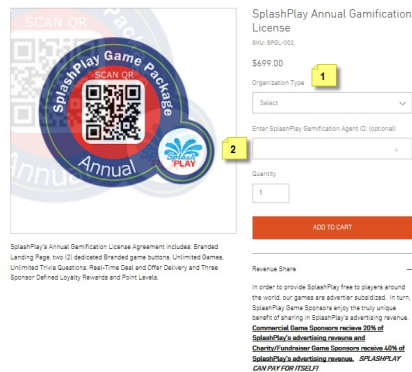 SCAN QR
SplashPlay Game Package
SCAN QR
Annual
Splash
PLAY
Annual
SplashPlay's Annual Gamification License Agreement Includes: Branded
Landing Page, two (2) dedicated Branded game buttons, Unlimited Games,
Unlimited Trivia Questions, Real-Time Deal and Offer Delivery and Three
Sponsor Defined Loyalty Rewards and Point Levels.
SplashPlay Annual Gamification
License
SKU: SPGL-002
$699.00
Organization Type
1
Select
Enter SplashPlay Gamification Agent ID: (optional)
2
Quantity
1
ADD TO CART
Revenue Share
In order to provide SplashPlay free to players around
the world, our games are advertier subsidized. In turn,
SplashPlay Game Sponsors enjoy the truly unique
benefit of sharing in SplashPlay's advertising revenue.
Commercial Game Sponsors recieve 20% of
SplashPlay's advertising reveune and
Charity/Fundraiser Game Sponsors receive 40% of
SplashPlay's advertising revenue. SPLASHPLAY
CAN PAY FOR ITSELF!